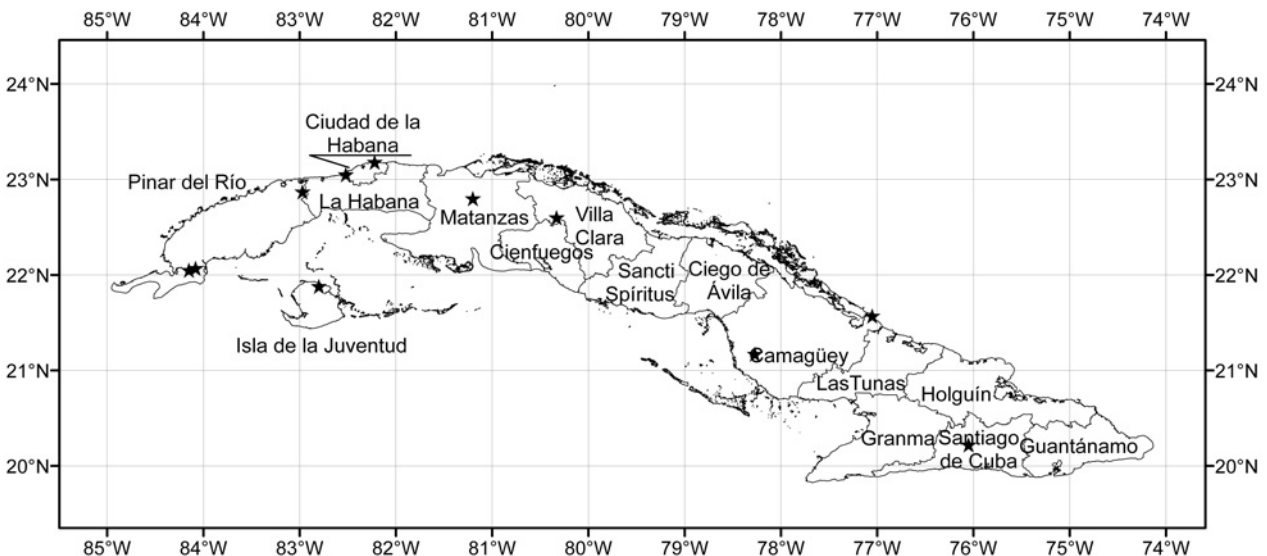 85°W 84°W 83°W 82°W 81°W 80°W 79°W 78°W 77°W 76°W 75°W 74°W
24°N 24°N
Ciudad de la
Habana
23°N 23°N
Pinar del Río
La Habana
Matanzas
Villa
Clara
Cienfuegos
22°N 22°N
Sancti
Spíritus
Ciego de
Ávila
Isla de la Juventud
Camagüey
21°N 21°N
LasTunas
Holguín
Granma
Santiago
de Cuba
Guantánamo
20°N 20°N
85°W 84°W 83°W 82°W 81°W 80°W 79°W 78°W 77°W 76°W 75°W 74°W